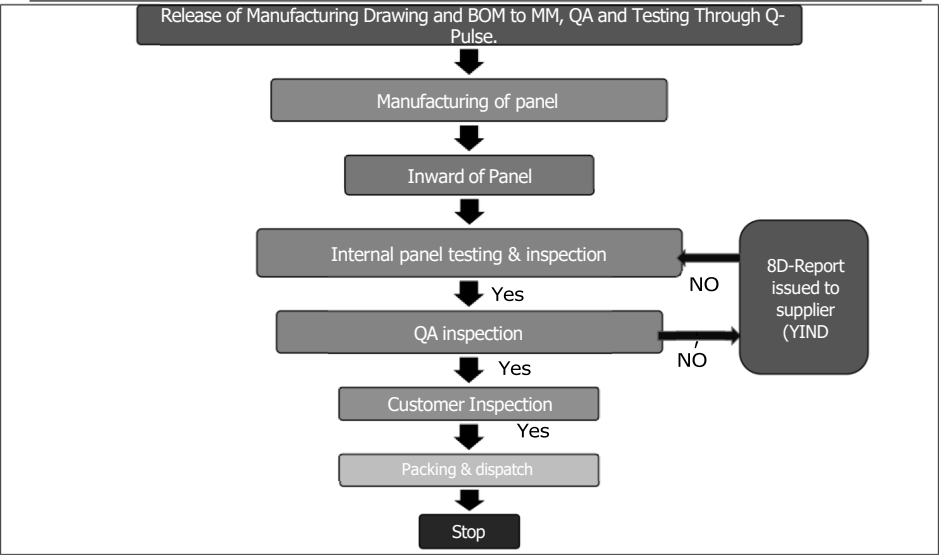 Release of Manufacturing Drawing and BOM to MM, QA and Testing Through Q-
Pulse.
Manufacturing of panel
Inward of Panel
Internal panel testing & inspection
8D-Report
issued to
supplier
(YIND
NO
Yes
QA inspection
NO
Yes
Customer Inspection
Yes
Packing & dispatch
Stop